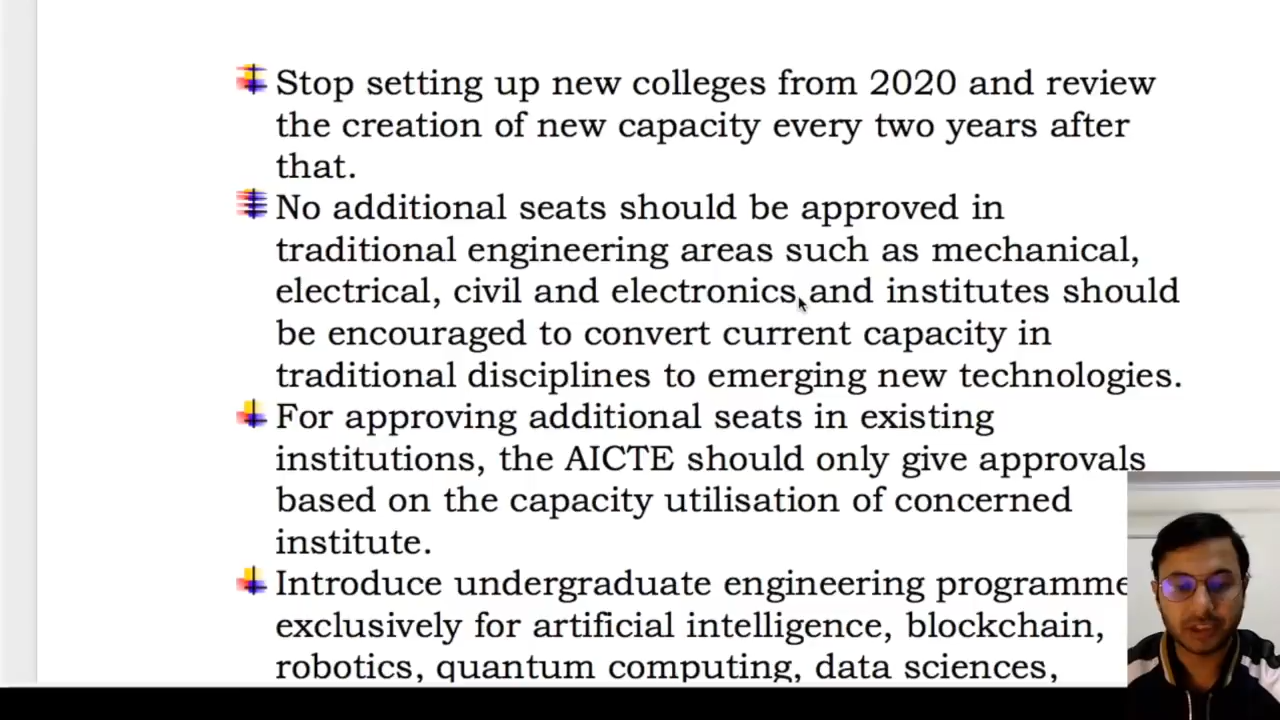 Stop setting up new colleges from 2020 and review
the creation of new capacity every two years after
that.
No additional seats should be approved in
traditional engineering areas such as mechanical,
electrical, civil and electronics and institutes should
be encouraged to convert current capacity in
traditional disciplines to emerging new technologies.
For approving additional seats in existing
institutions, the AICTE should only give approvals
based on the capacity utilisation of concerned
institute.
Introduce undergraduate engineering programme
exclusively for artificial intelligence, blockchain,
robotics, quantum computing, data sciences,